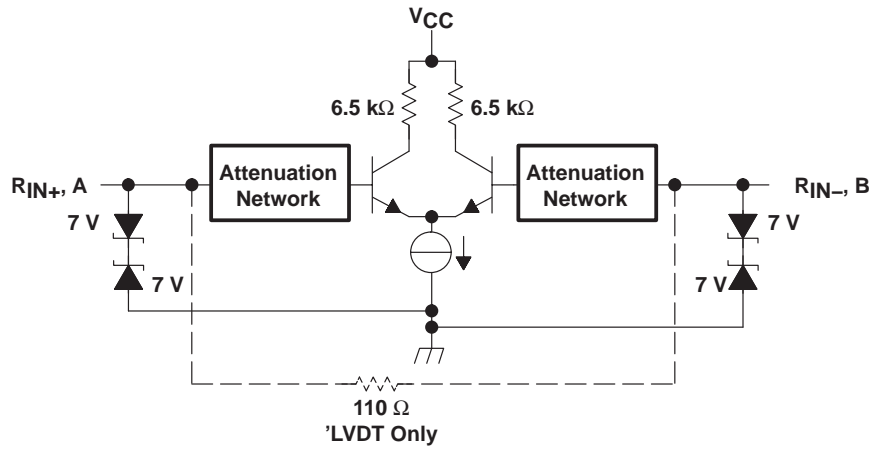 VCC
6.5 kΩ
6.5 kΩ
Attenuation
Network
Attenuation
Network
RIN+, A
RIN−, B
7 V
7 V
7 V
7 V
110 Ω
'LVDT Only